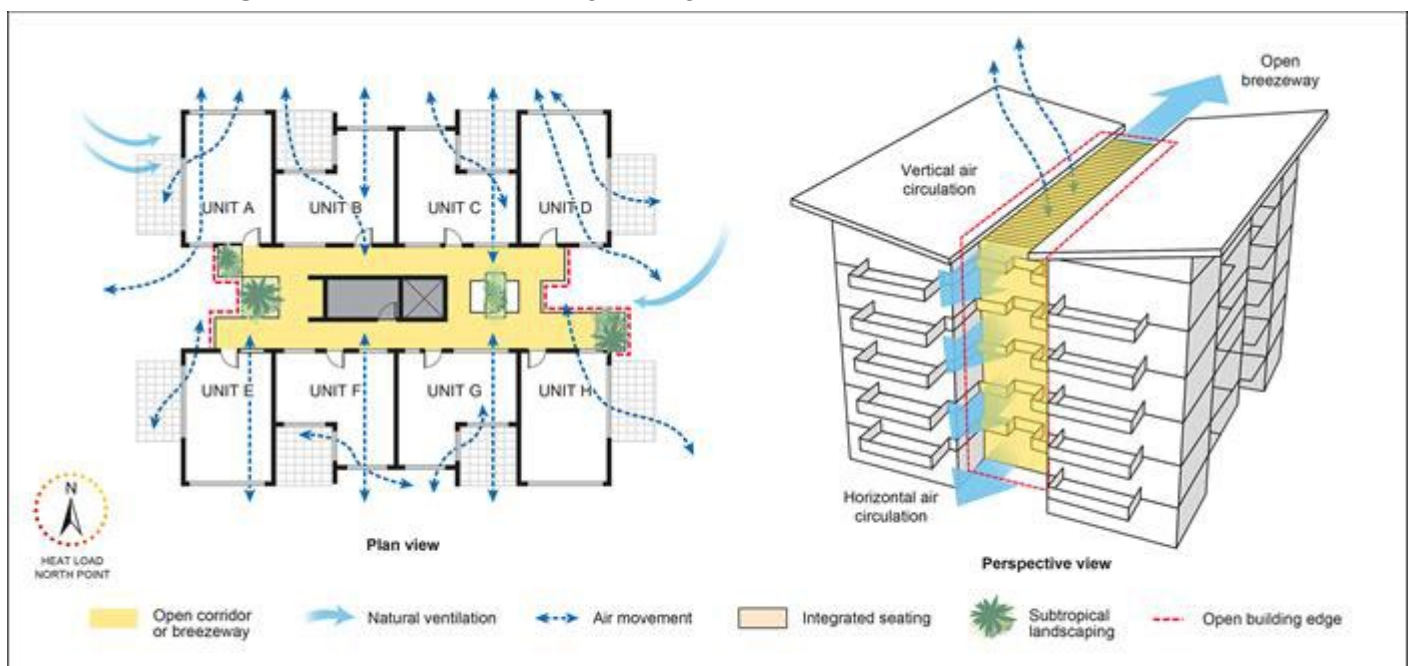 Open
breezeway
Vertical air
circulation
UNIT A
UNIT B
UNIT C
UNIT D
UNIT E
UNIT F
UNIT G
UNIT H
Horizontal air
circulation
N
HEAT LOAD
NORTH POINT
Plan view
Perspective view
Open corridor
or breezeway
Natural ventilation
Air movement
Integrated seating
Subtropical
landscaping
Open building edge